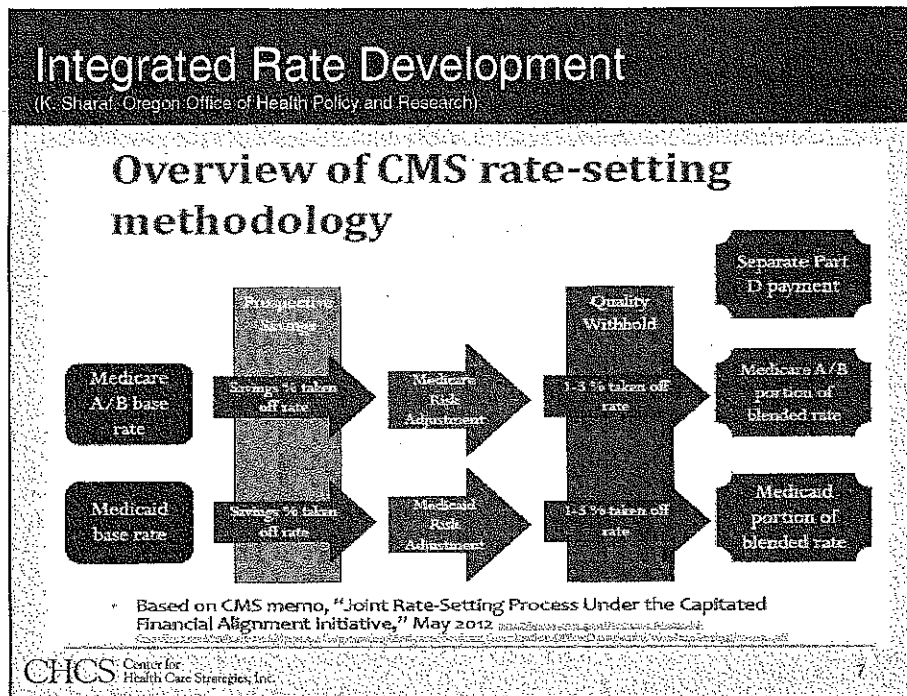 Integrated Rate Development
(K. Sharaf, Oregon Office of Health Policy and Research)
Overview of CMS rate-setting
methodology
Separate Part
D payment
Prospective
Savings
Quality
Withhold
Medicare
A/B base
rate
Savings % taken
off rate
Medicare
Risk
Adjustment
1-3 % taken off
rate
Medicare A/B
portion of
blended rate
Medicaid
base rate
Savings % taken
off rate
Medicaid
Risk
Adjustment
1-3 % taken off
rate
Medicaid
portion of
blended rate
Based on CMS memo, "Joint Rate-Setting Process Under the Capitated
Financial Alignment Initiative," May 2012
CHCS Center for
Health Care Strategies, Inc.
7